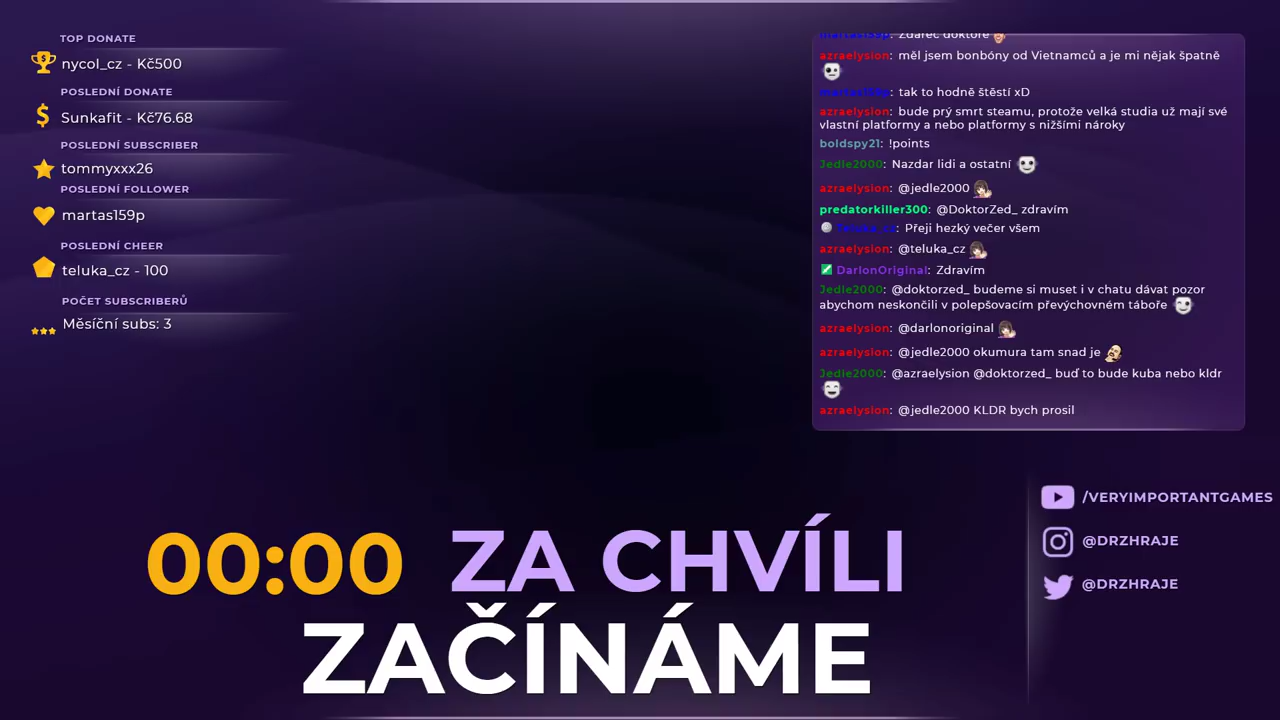 TOP DONATE
nycol_cz - Kč500
POSLEDNÍ DONATE
Sunkafit - Kč76.68
POSLEDNÍ SUBSCRIBER
tommyxxx26
POSLEDNÍ FOLLOWER
martas159p
POSLEDNÍ CHEER
teluka_cz - 100
POČET SUBSCRIBERŮ
Měsíční subs: 3
martas159p: Zdarec doktore
azraelysion: měl jsem bonbóny od Vietnamců a je mi nějak špatně
martas159p: tak to hodně štěstí xD
azraelysion: bude prý smrt steamu, protože velká studia už mají své
vlastní platformy a nebo platformy s nižšími nároky
boldspy21: !points
Jedle2000: Nazdar lidi a ostatní
azraelysion: @jedle2000
predatorkiller300: @DoktorZed_ zdravím
Teluka_cz: Přeji hezký večer všem
azraelysion: @teluka_cz
DarlonOriginal: Zdravím
Jedle2000: @doktorzed_ budeme si muset i v chatu dávat pozor
abychom neskončili v polepšovacím převýchovném táboře
azraelysion: @darlonoriginal
azraelysion: @jedle2000 okumura tam snad je
Jedle2000: @azraelysion @doktorzed_ buď to bude kuba nebo kldr
azraelysion: @jedle2000 KLDR bych prosil
/VERYIMPORTANTGAMES
@DRZHRAJE
@DRZHRAJE
00:00 ZA CHVÍLI
ZAČÍNÁME